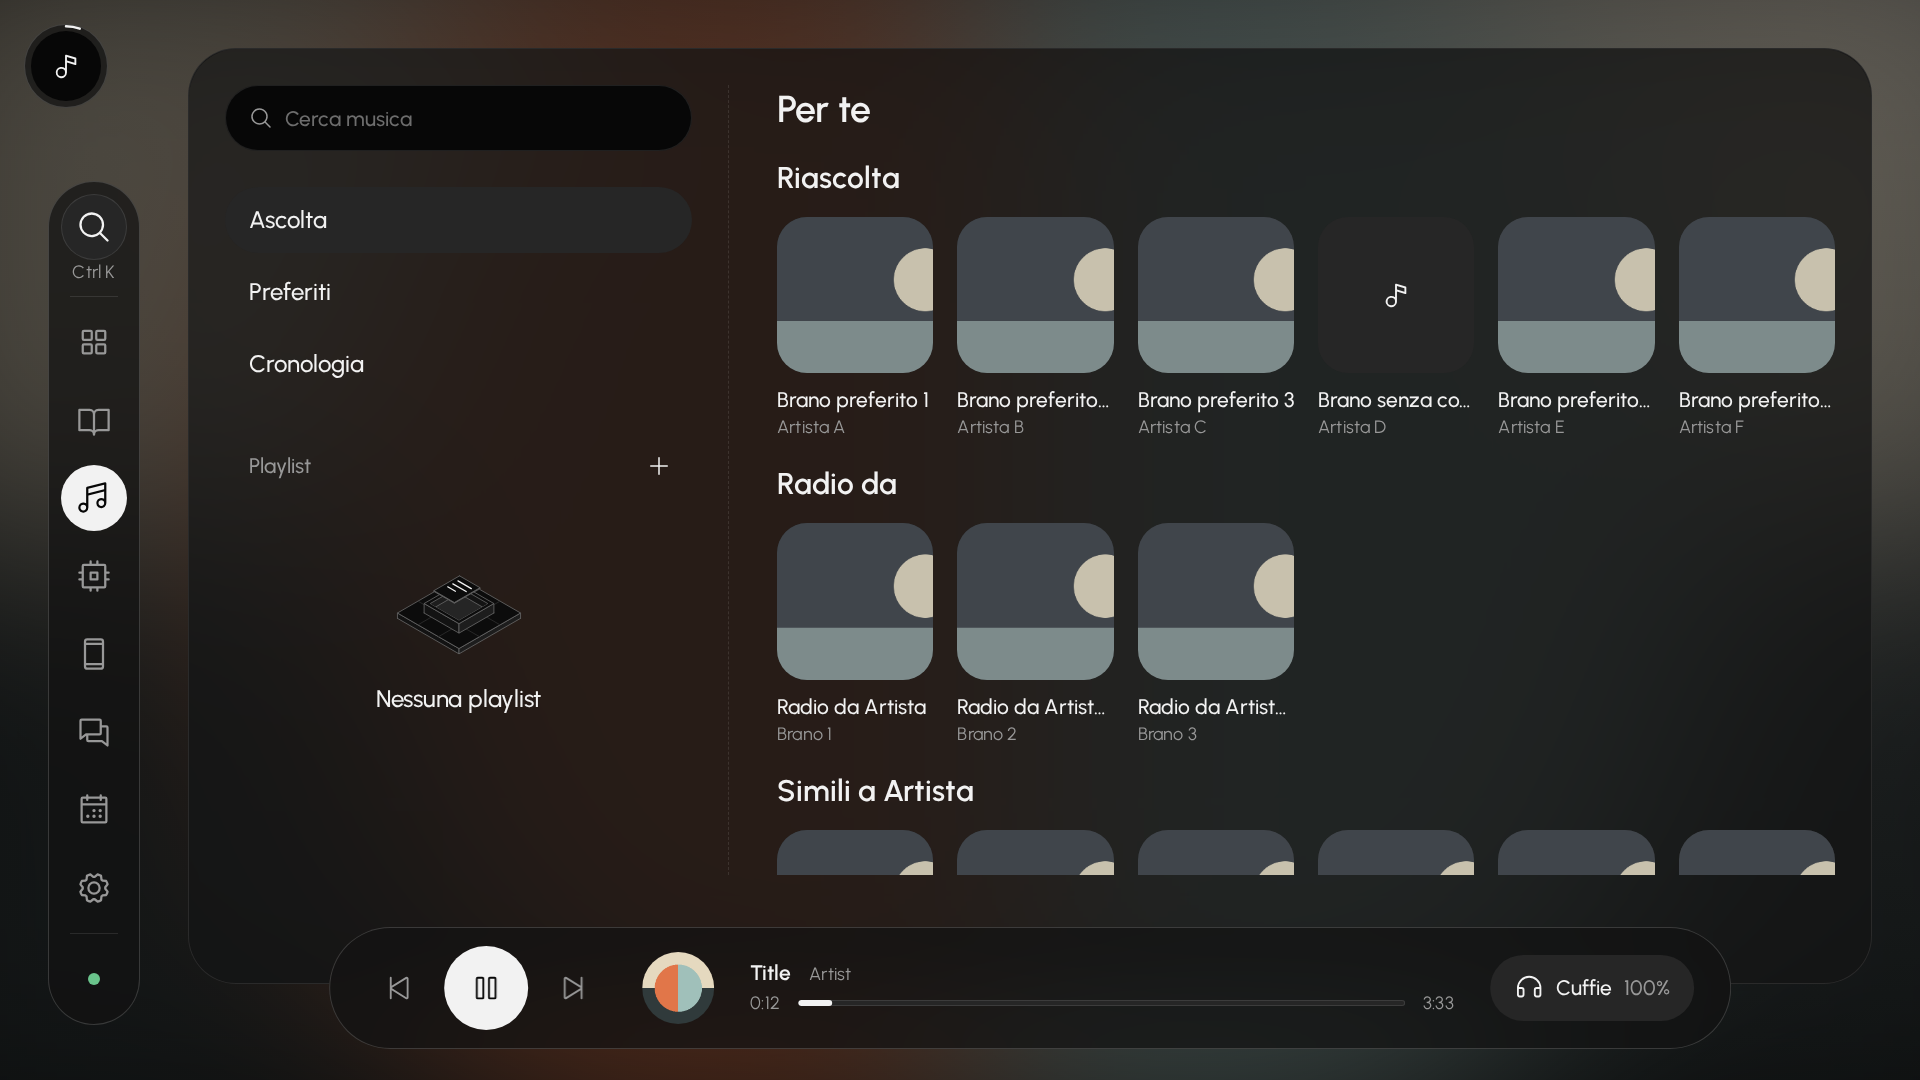 Cerca musica
Ctrl K
Ascolta
Preferiti
Cronologia
Playlist
Nessuna playlist
Per te
Riascolta
Brano preferito 1
Artista A
Brano preferito...
Artista B
Brano preferito 3
Artista C
Brano senza co...
Artista D
Brano preferito...
Artista E
Brano preferito...
Artista F
Radio da
Radio da Artista
Brano 1
Radio da Artist...
Brano 2
Radio da Artist...
Brano 3
Simili a Artista
Title Artist
0:12 3:33
Cuffie 100%